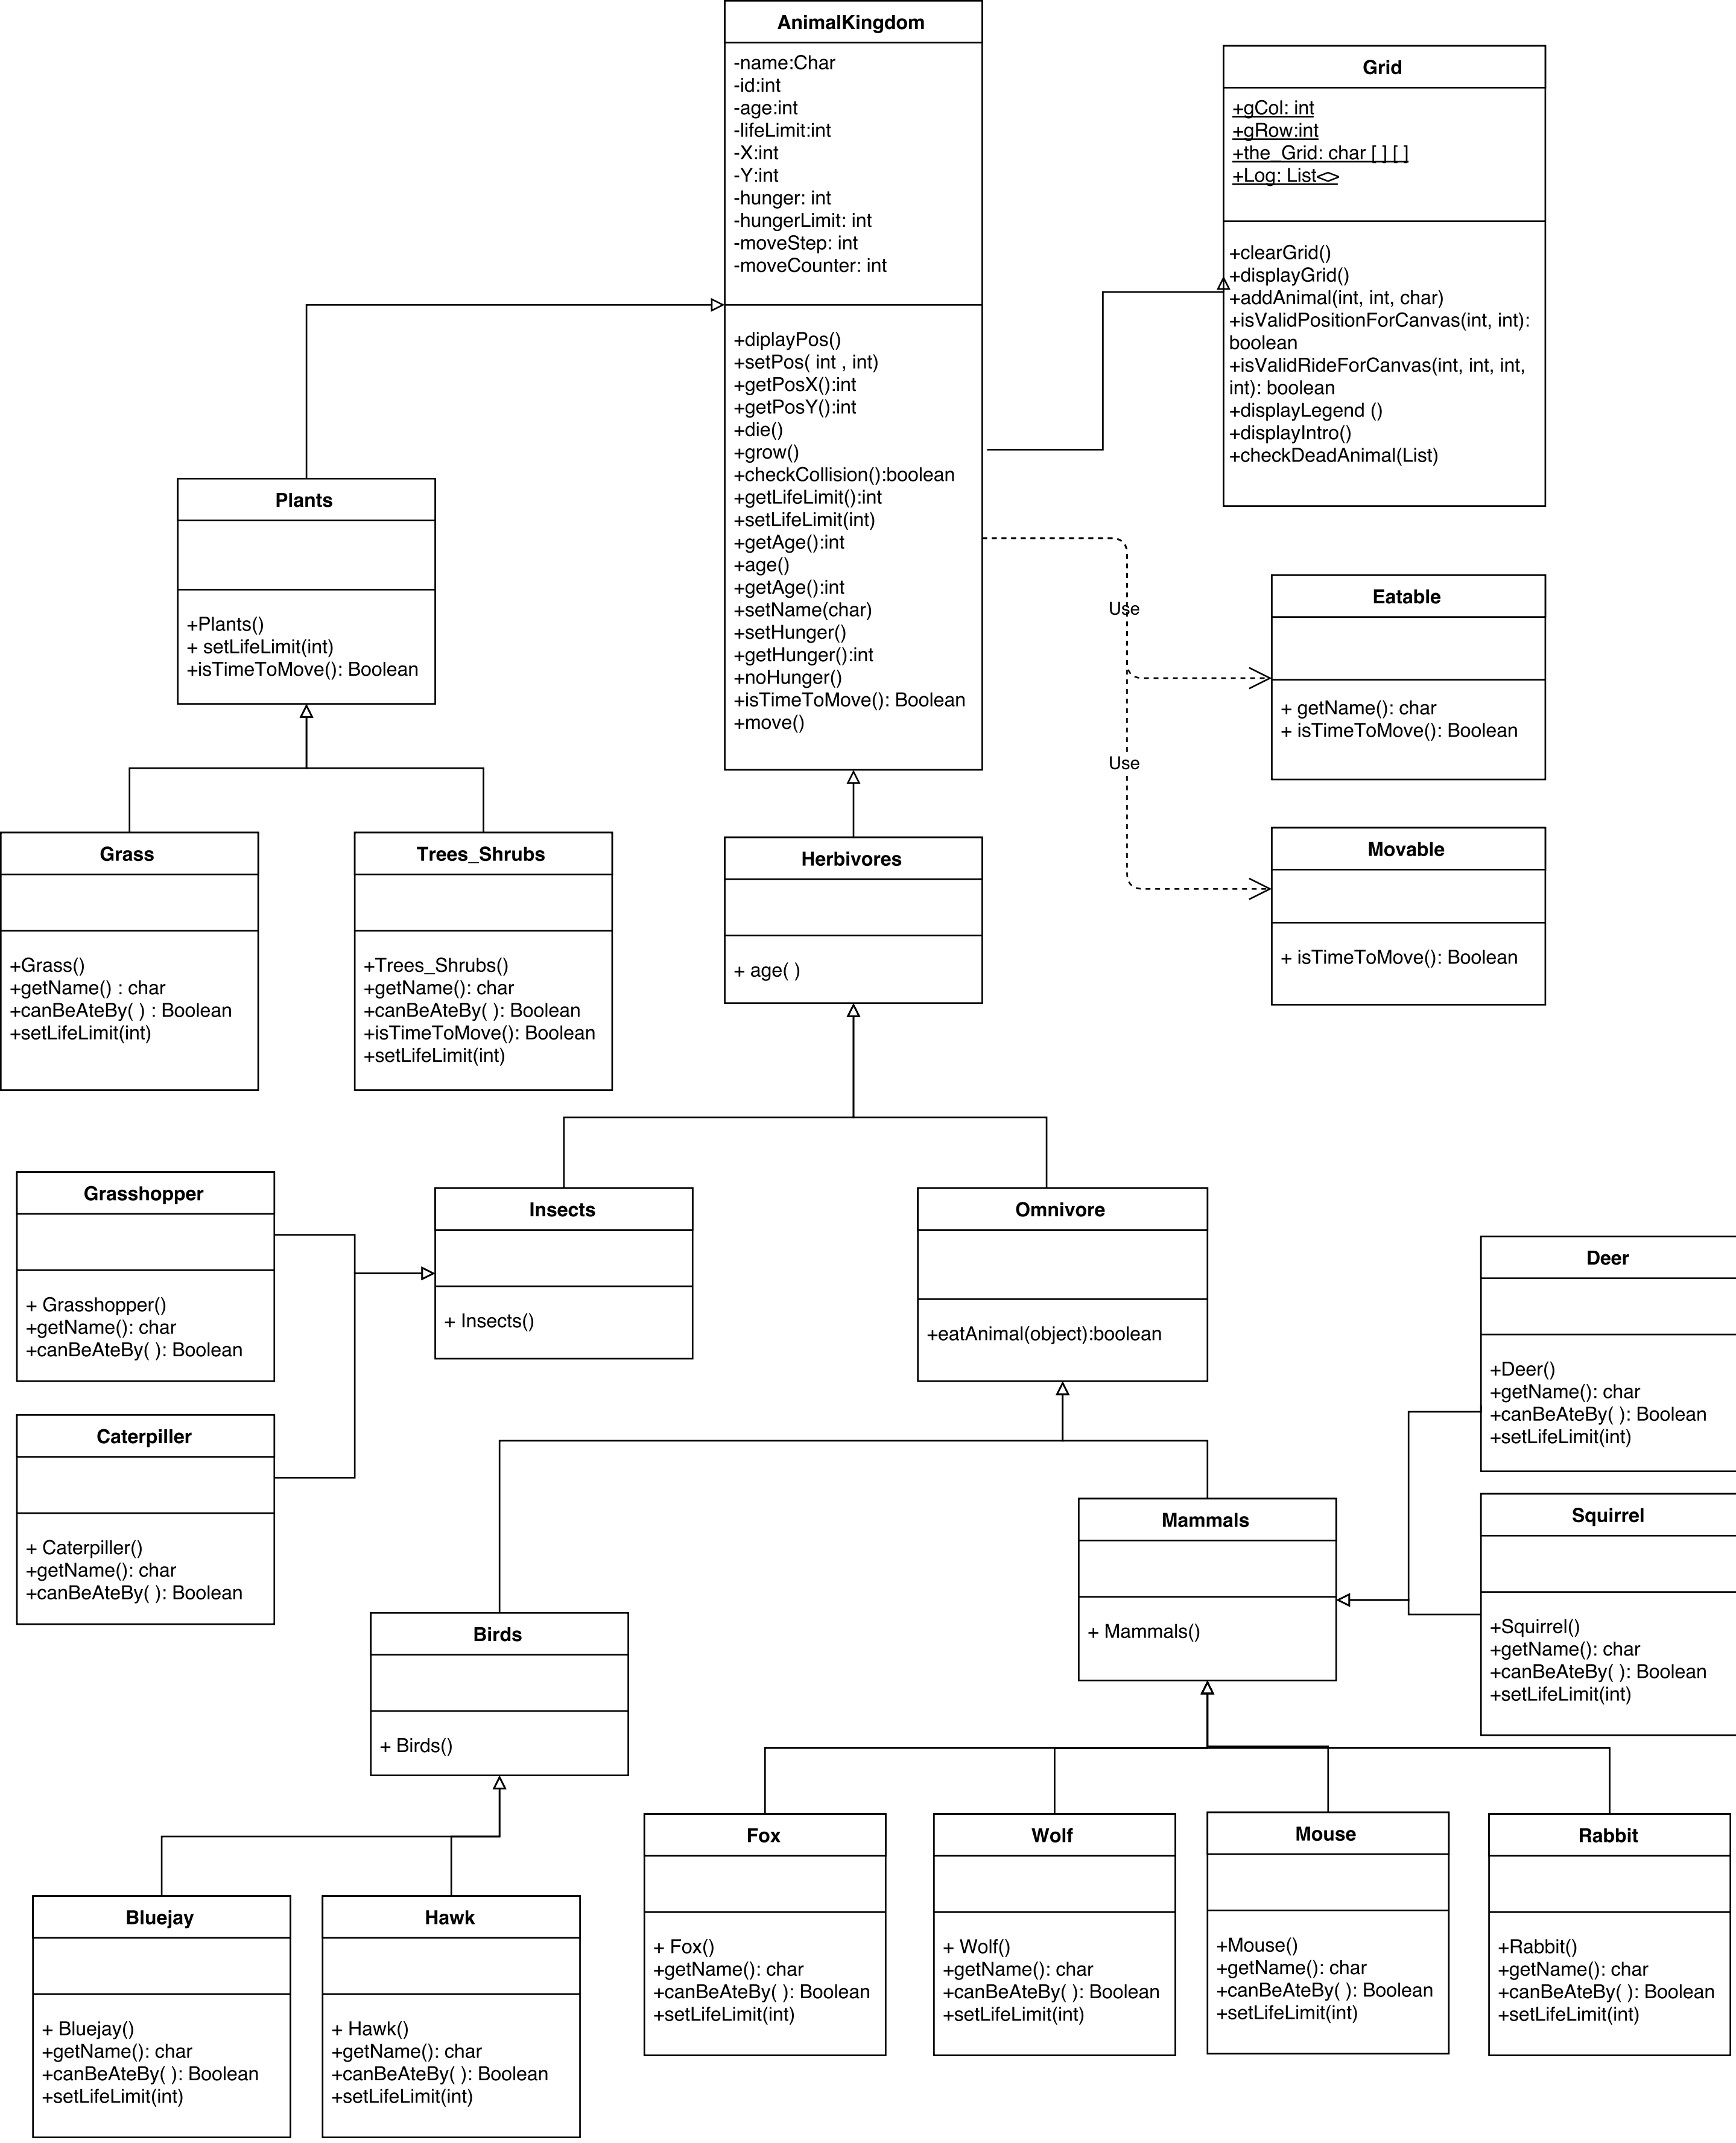 AnimalKingdom
-name:Char
-id:int
-age:int
-lifeLimit:int
-X:int
-Y:int
-hunger: int
-hungerLimit: int
-moveStep: int
-moveCounter: int
+diplayPos()
+setPos( int , int)
+getPosX():int
+getPosY():int
+die()
+grow()
+checkCollision():boolean
+getLifeLimit():int
+setLifeLimit(int)
+getAge():int
+age()
+getAge():int
+setName(char)
+setHunger()
+getHunger():int
+noHunger()
+isTimeToMove(): Boolean
+move()
Grid
+gCol: int
+gRow:int
+the_Grid: char [ ] [ ]
+Log: List<>
+clearGrid()
+displayGrid()
+addAnimal(int, int, char)
+isValidPositionForCanvas(int, int):
boolean
+isValidRideForCanvas(int, int, int,
int): boolean
+displayLegend ()
+displayIntro()
+checkDeadAnimal(List)
Plants
+Plants()
+ setLifeLimit(int)
+isTimeToMove(): Boolean
Use
Use
Eatable
+ getName(): char
+ isTimeToMove(): Boolean
Movable
+ isTimeToMove(): Boolean
Grass
+Grass()
+getName() : char
+canBeAteBy( ) : Boolean
+setLifeLimit(int)
Trees_Shrubs
+Trees_Shrubs()
+getName(): char
+canBeAteBy( ): Boolean
+isTimeToMove(): Boolean
+setLifeLimit(int)
Herbivores
+ age( )
Grasshopper
+ Grasshopper()
+getName(): char
+canBeAteBy( ): Boolean
Insects
+ Insects()
Omnivore
+eatAnimal(object):boolean
Deer
+Deer()
+getName(): char
+canBeAteBy( ): Boolean
+setLifeLimit(int)
Caterpiller
+ Caterpiller()
+getName(): char
+canBeAteBy( ): Boolean
Mammals
+ Mammals()
Squirrel
+Squirrel()
+getName(): char
+canBeAteBy( ): Boolean
+setLifeLimit(int)
Birds
+ Birds()
Fox
+ Fox()
+getName(): char
+canBeAteBy( ): Boolean
+setLifeLimit(int)
Wolf
+ Wolf()
+getName(): char
+canBeAteBy( ): Boolean
+setLifeLimit(int)
Mouse
+Mouse()
+getName(): char
+canBeAteBy( ): Boolean
+setLifeLimit(int)
Rabbit
+Rabbit()
+getName(): char
+canBeAteBy( ): Boolean
+setLifeLimit(int)
Bluejay
+ Bluejay()
+getName(): char
+canBeAteBy( ): Boolean
+setLifeLimit(int)
Hawk
+ Hawk()
+getName(): char
+canBeAteBy( ): Boolean
+setLifeLimit(int)